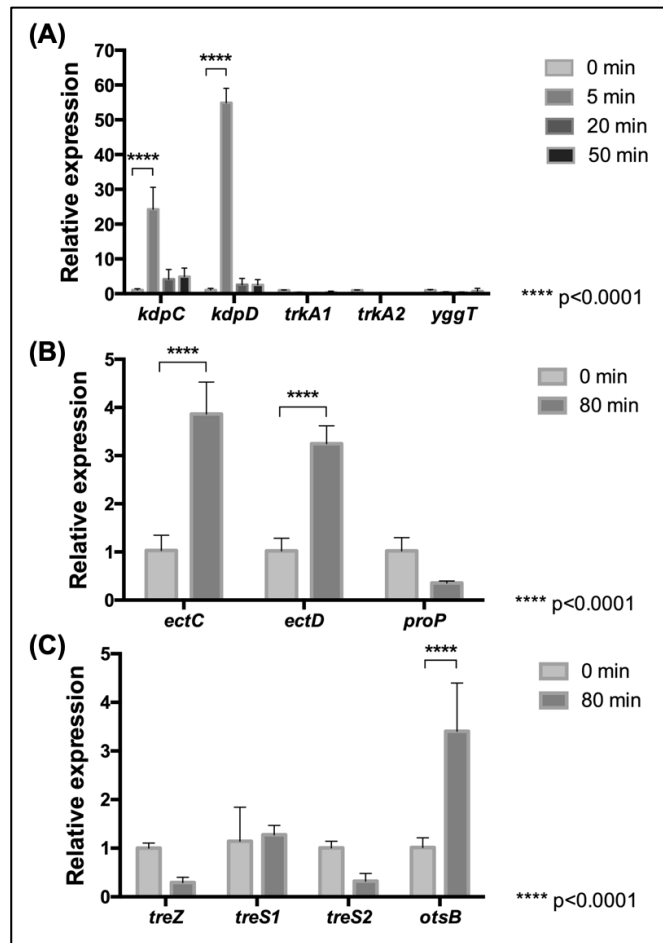 (A)
Relative expression
70
60
50
40
30
20
10
0
****
****
kdpC kdpD trkA1 trkA2 yggT
0 min
5 min
20 min
50 min
**** p<0.0001
(B)
Relative expression
5
4
3
2
1
0
****
****
ectC ectD proP
0 min
80 min
**** p<0.0001
(C)
Relative expression
5
4
3
2
1
0
****
treZ treS1 treS2 otsB
0 min
80 min
**** p<0.0001